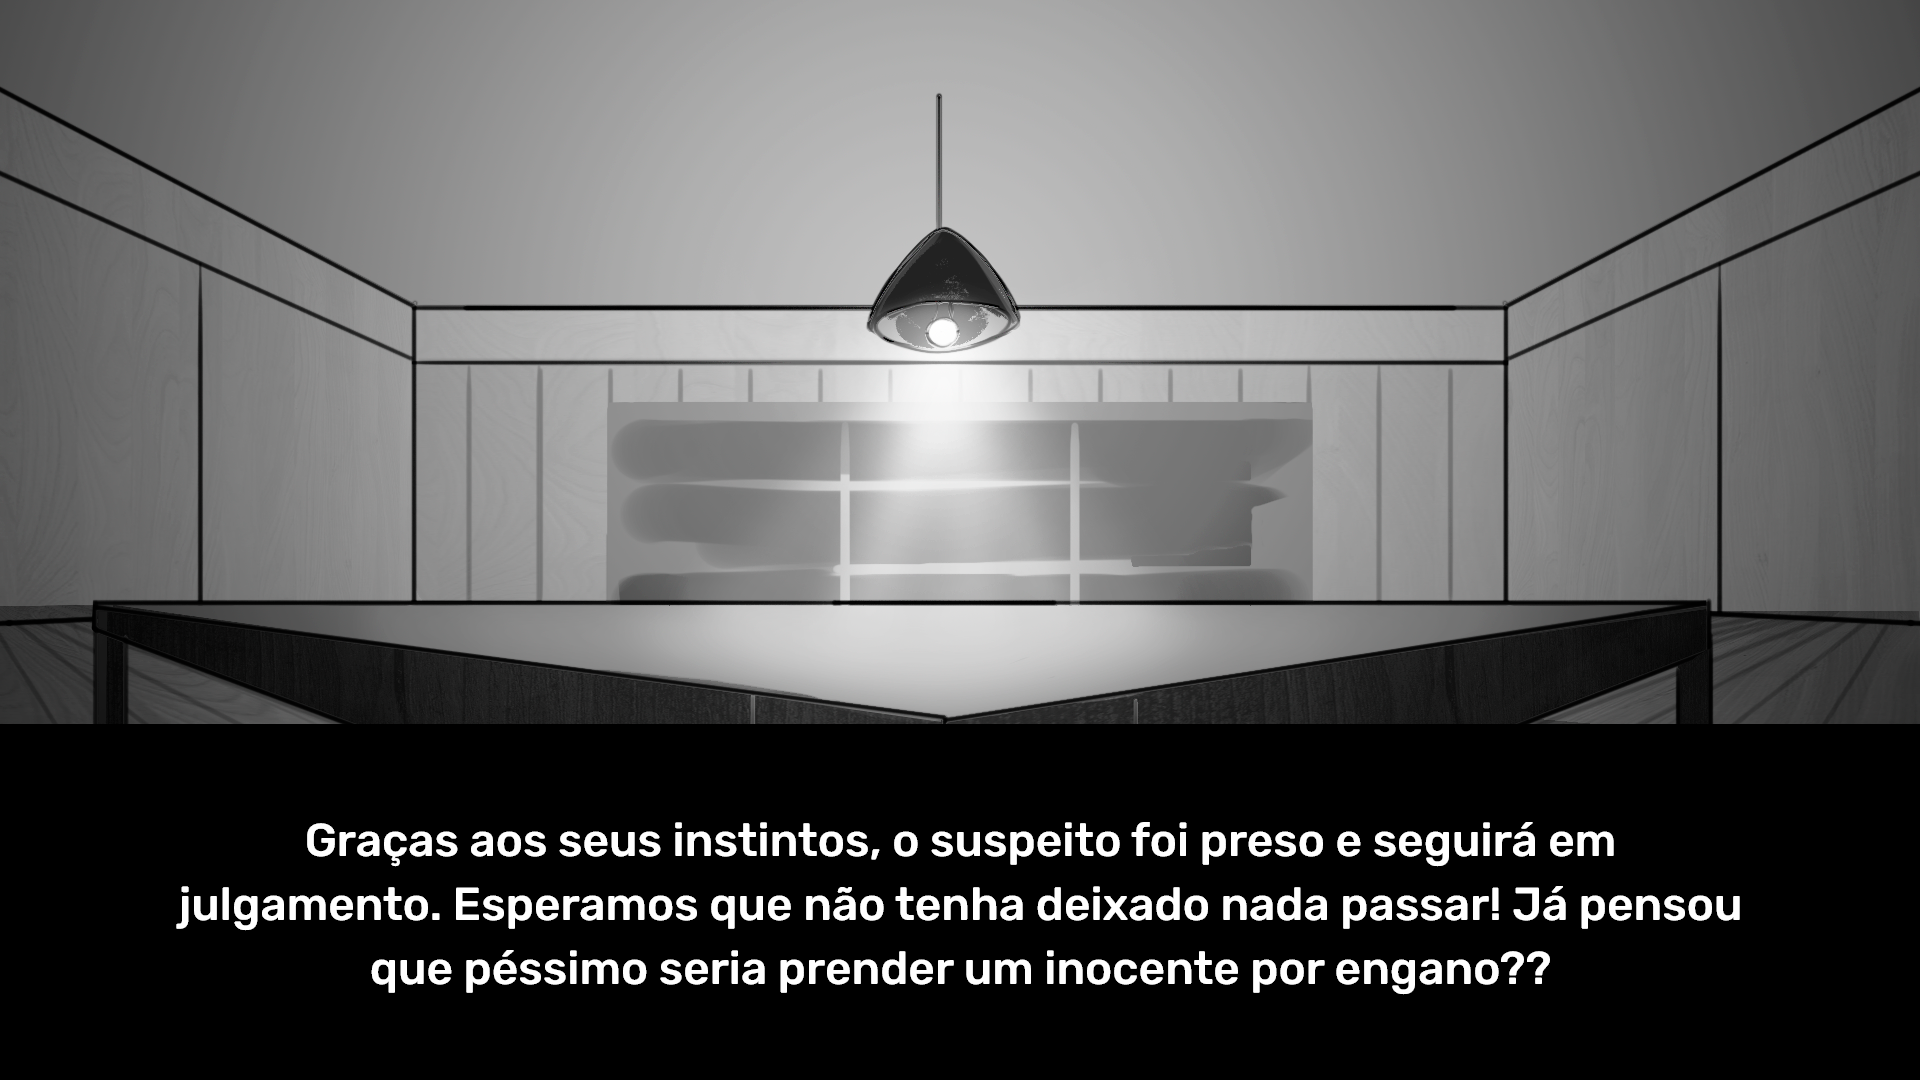 Graças aos seus instintos, o suspeito foi preso e seguirá em
julgamento. Esperamos que não tenha deixado nada passar! Já pensou
que péssimo seria prender um inocente por engano??